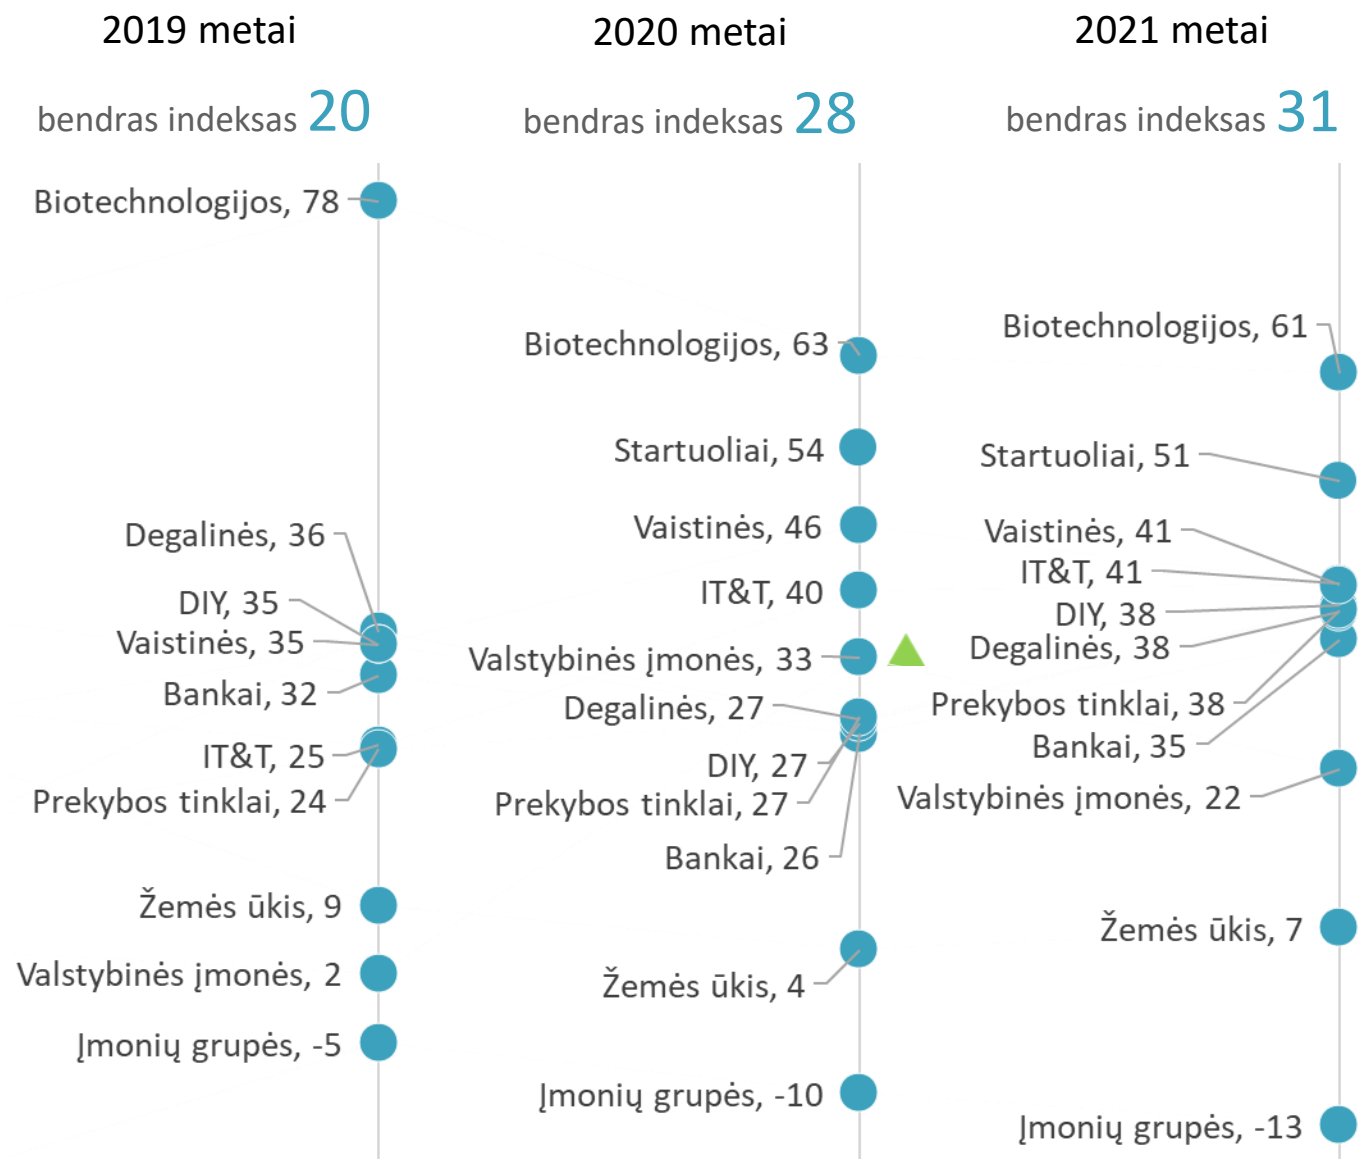 2019 metai
bendras indeksas 20
Biotechnologijos, 78
Degalinės, 36
DIY, 35
Vaistinės, 35
Bankai, 32
IT&T, 25
Prekybos tinklai, 24
Žemės ūkis, 9
Valstybinės įmonės, 2
Įmonių grupės, -5
2020 metai
bendras indeksas 28
Biotechnologijos, 63
Startuoliai, 54
Vaistinės, 46
IT&T, 40
Valstybinės įmonės, 33
Degalinės, 27
DIY, 27
Prekybos tinklai, 27
Bankai, 26
Žemės ūkis, 4
Įmonių grupės, -10
2021 metai
bendras indeksas 31
Biotechnologijos, 61
Startuoliai, 51
Vaistinės, 41
IT&T, 41
DIY, 38
Degalinės, 38
Prekybos tinklai, 38
Bankai, 35
Valstybinės įmonės, 22
Žemės ūkis, 7
Įmonių grupės, -13